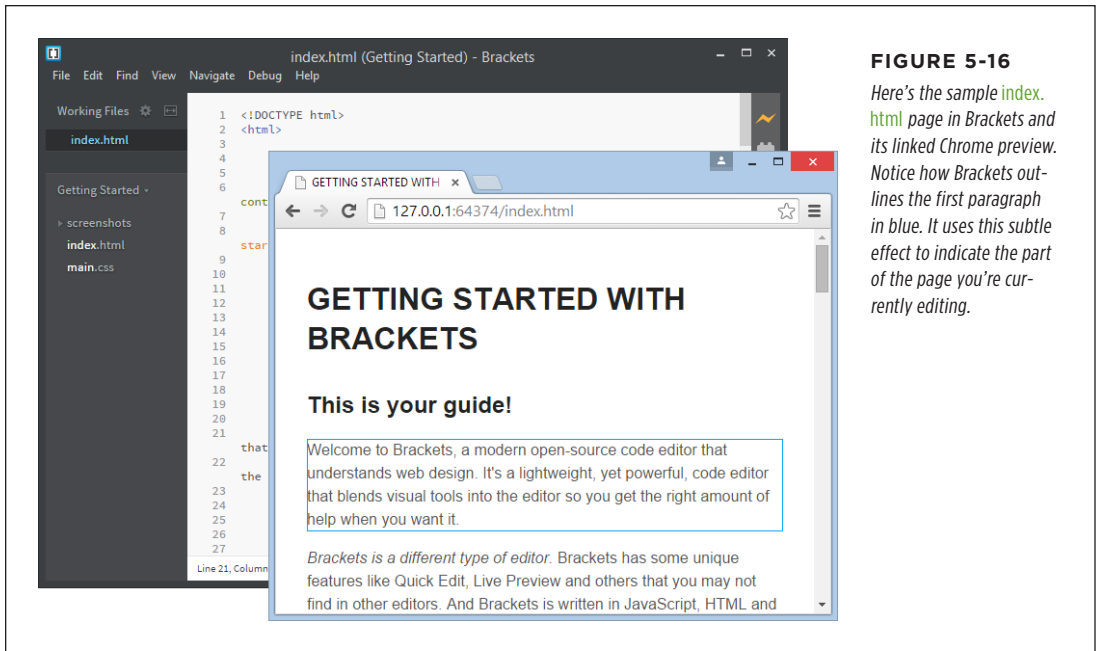 index.html (Getting Started) - Brackets
File Edit Find View Navigate Debug Help
Working Files
index.html
Getting Started
screenshots
index.html
main.css
1 <!DOCTYPE html>
2 <html>
3
4
5
6
cont
7
8
star
9
10
11
12
13
14
15
16
17
18
19
20
21
that
22
the
23
24
25
26
27
Line 21, Column
GETTING STARTED WITH
127.0.0.1:64374/index.html
GETTING STARTED WITH
BRACKETS
This is your guide!
Welcome to Brackets, a modern open-source code editor that
understands web design. It's a lightweight, yet powerful, code editor
that blends visual tools into the editor so you get the right amount of
help when you want it.
Brackets is a different type of editor. Brackets has some unique
features like Quick Edit, Live Preview and others that you may not
find in other editors. And Brackets is written in JavaScript, HTML and
FIGURE 5-16
Here's the sample index.
html page in Brackets and
its linked Chrome preview.
Notice how Brackets out-
lines the first paragraph
in blue. It uses this subtle
effect to indicate the part
of the page you're cur-
rently editing.